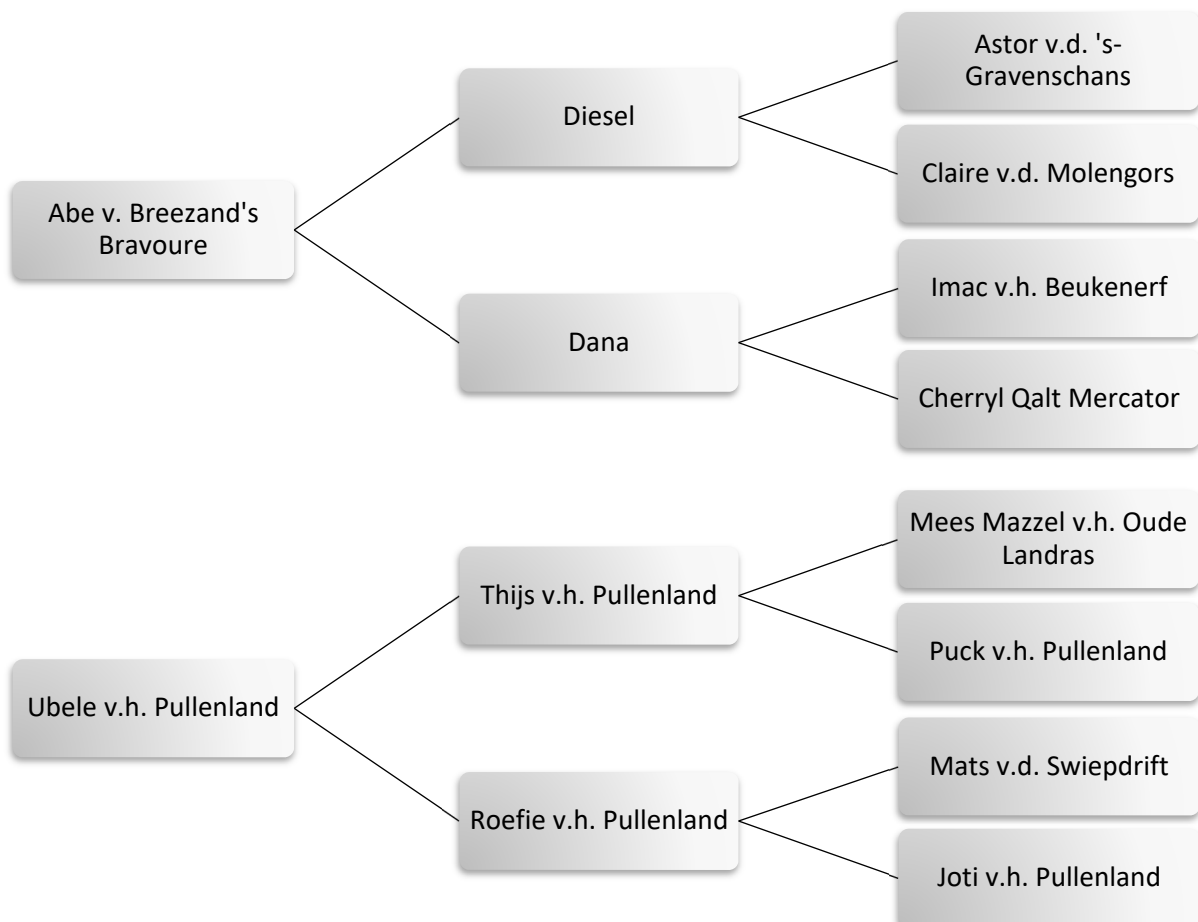 Astor v.d. 's-
Gravenschans
Diesel
Claire v.d. Molengors
Abe v. Breezand's
Bravoure
Imac v.h. Beukenerf
Dana
Cherryl Qalt Mercator
Mees Mazzel v.h. Oude
Landras
Thijs v.h. Pullenland
Puck v.h. Pullenland
Ubele v.h. Pullenland
Mats v.d. Swiepdrift
Roefie v.h. Pullenland
Joti v.h. Pullenland